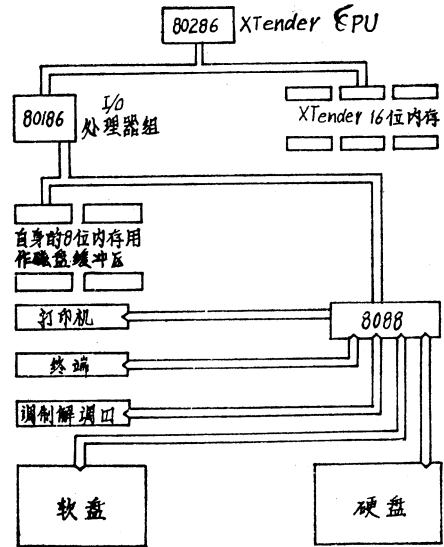 80286 XTender CPU
80186
I/O
处理器组
XTender 16位内存
自身的8位内存用
作磁盘缓冲区
打印机
8088
终端
调制解调口
软盘
硬盘